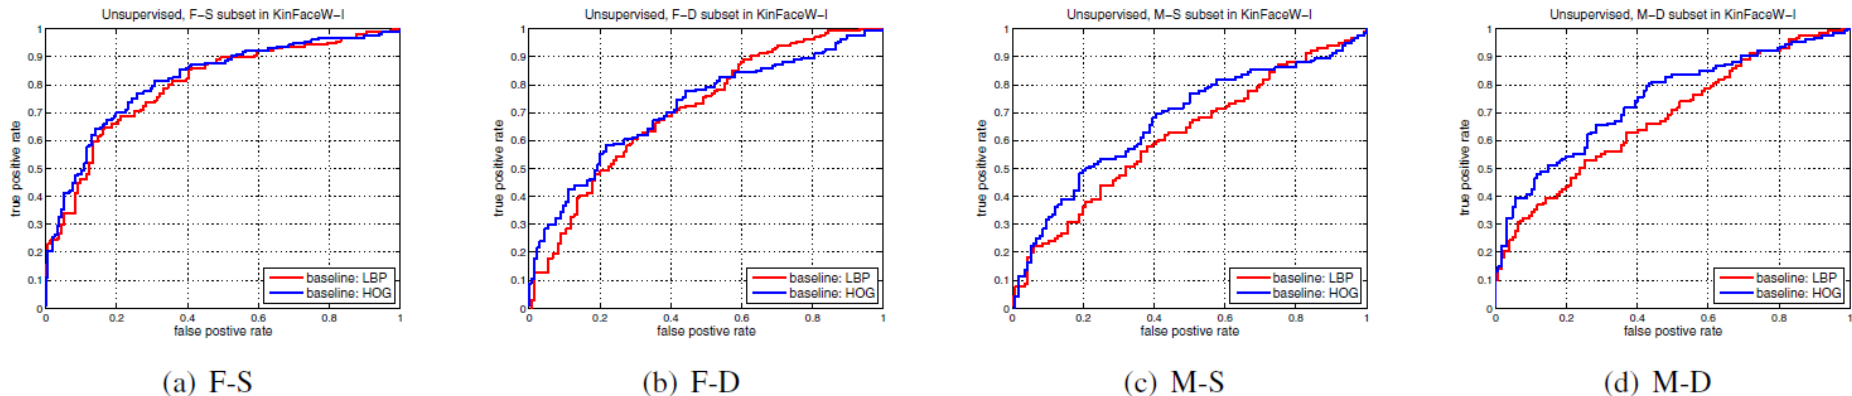 Unsupervised, F-S subset in KinFaceW-I
1
0.9
0.8
0.7
0.6
0.5
0.4
0.3
0.2
0.1
0
true positive rate
baseline: LBP
baseline: HOG
0 0.2 0.4 0.6 0.8 1
false postive rate
(a) F-S
Unsupervised, F-D subset in KinFaceW-I
1
0.9
0.8
0.7
0.6
0.5
0.4
0.3
0.2
0.1
0
true positive rate
baseline: LBP
baseline: HOG
0 0.2 0.4 0.6 0.8 1
false postive rate
(b) F-D
Unsupervised, M-S subset in KinFaceW-I
1
0.9
0.8
0.7
0.6
0.5
0.4
0.3
0.2
0.1
0
true positive rate
baseline: LBP
baseline: HOG
0 0.2 0.4 0.6 0.8 1
false postive rate
(c) M-S
Unsupervised, M-D subset in KinFaceW-I
1
0.9
0.8
0.7
0.6
0.5
0.4
0.3
0.2
0.1
0
true positive rate
baseline: LBP
baseline: HOG
0 0.2 0.4 0.6 0.8 1
false postive rate
(d) M-D